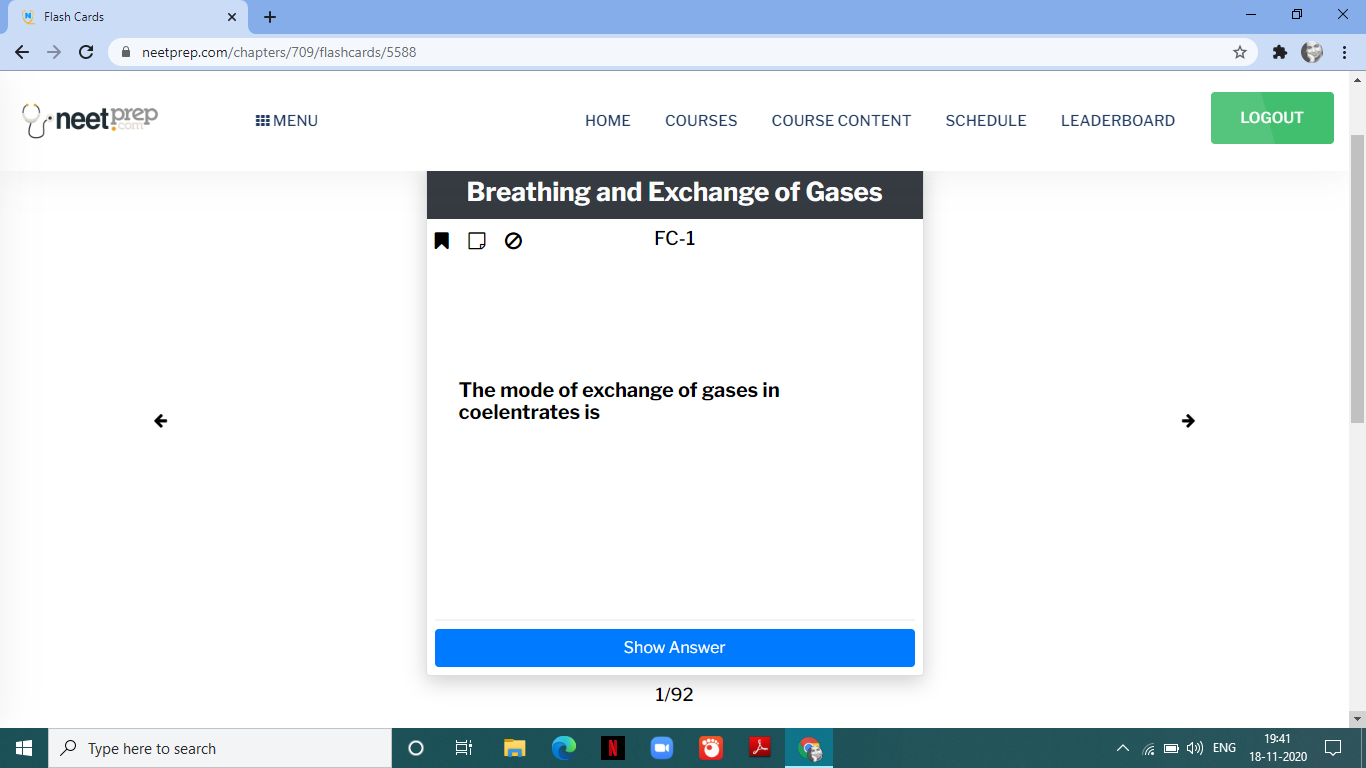 Flash Cards
neetprep.com/chapters/709/flashcards/5588
neetprep.com
MENU
HOME
COURSES
COURSE CONTENT
SCHEDULE
LEADERBOARD
LOGOUT
Breathing and Exchange of Gases
FC-1
The mode of exchange of gases in
coelentrates is
Show Answer
1/92
Type here to search
ENG
19:41
18-11-2020